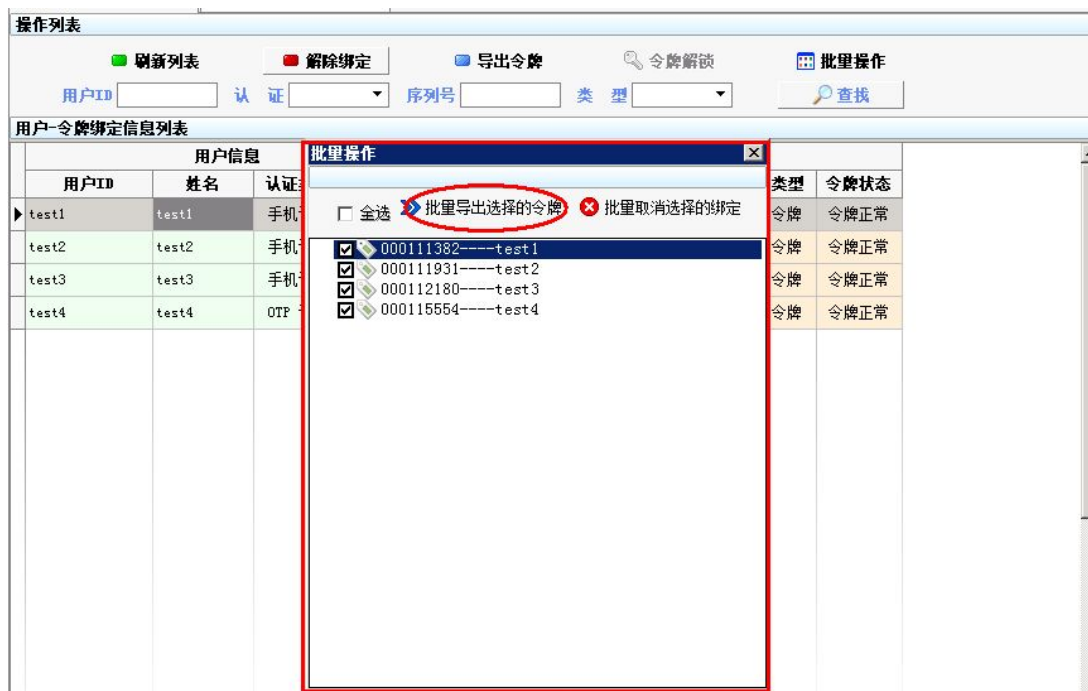 操作列表
刷新列表 解除绑定 导出令牌 令牌解锁 批量操作
用户ID 认 证 序列号 类 型 查找
用户-令牌绑定信息列表
用户信息 批量操作
用户ID 姓名 认证 类型 令牌状态
全选 批量导出选择的令牌 批量取消选择的绑定
test1 test1 手机 令牌 令牌正常
000111382----test1
test2 test2 手机 令牌 令牌正常
000111931----test2
test3 test3 手机 令牌 令牌正常
000112180----test3
test4 test4 OTP 令牌 令牌正常
000115554----test4